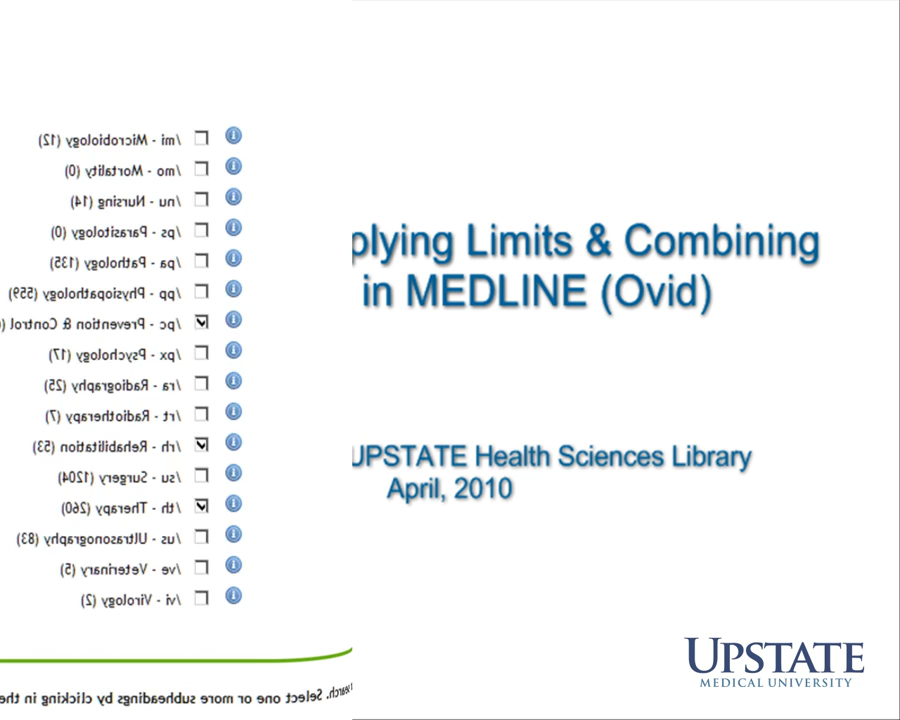 /mi - Microbiology (12)
/mo - Mortality (0)
/nu - Nursing (14)
/ps - Parasitology (0)
/pa - Pathology (135)
/pp - Physiopathology (559)
/pc - Prevention & Control (
/px - Psychology (17)
/ra - Radiography (25)
/rt - Radiotherapy (7)
/rh - Rehabilitation (53)
/su - Surgery (1204)
/th - Therapy (260)
/us - Ultrasonography (83)
/ve - Veterinary (5)
/vi - Virology (2)
earch. Select one or more subheadings by clicking in the
plying Limits & Combining
in MEDLINE (Ovid)
UPSTATE Health Sciences Library
April, 2010
UPSTATE
MEDICAL UNIVERSITY